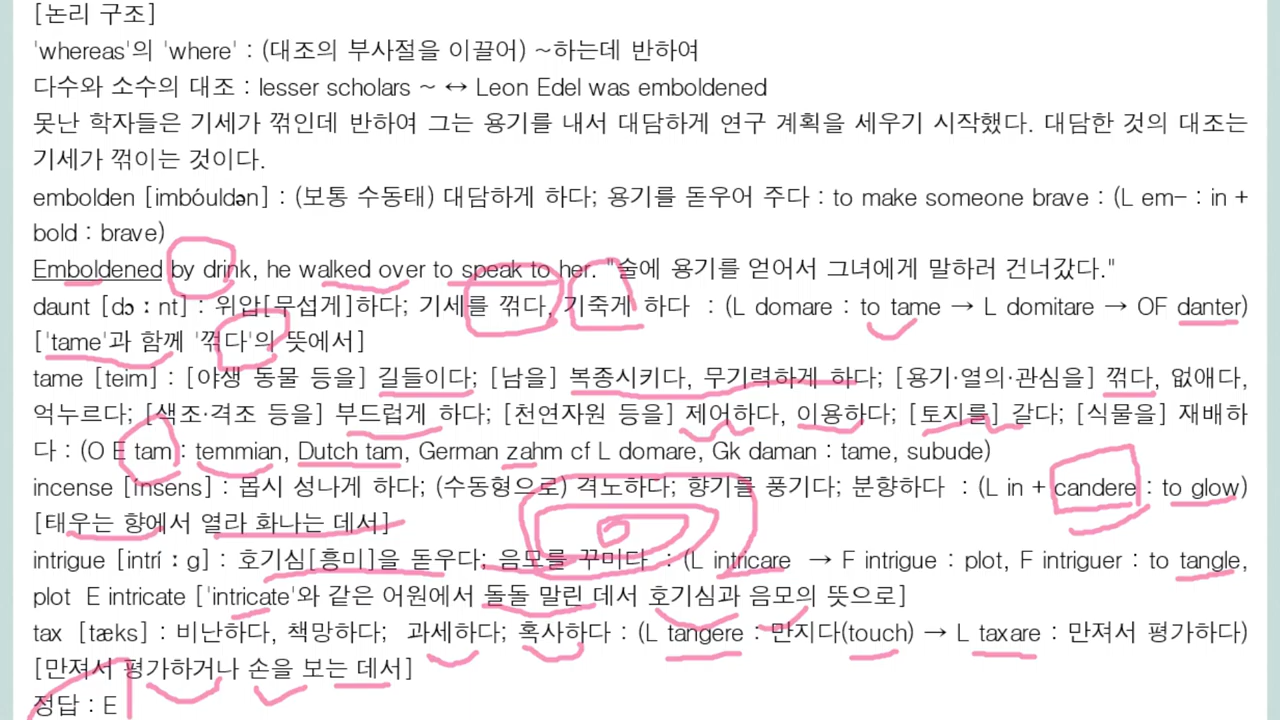 [논리 구조]
'whereas'의 'where' : (대조의 부사절을 이끌어) ~하는데 반하여
다수와 소수의 대조 : lesser scholars ~ ↔ Leon Edel was emboldened
못난 학자들은 기세가 꺾인데 반하여 그는 용기를 내서 대담하게 연구 계획을 세우기 시작했다. 대담한 것의 대조는
기세가 꺾이는 것이다.
embolden [imbóuldən] : (보통 수동태) 대담하게 하다; 용기를 돋우어 주다 : to make someone brave : (L em- : in +
bold : brave)
Emboldened by drink, he walked over to speak to her. "술에 용기를 얻어서 그녀에게 말하러 건너갔다."
daunt [dɔːnt] : 위압[무섭게]하다; 기세를 꺾다, 기죽게 하다 : (L domare : to tame → L domitare → OF danter)
['tame'과 함께 '꺾다'의 뜻에서]
tame [teim] : [야생 동물 등을] 길들이다; [남을] 복종시키다, 무기력하게 하다; [용기·열의·관심을] 꺾다, 없애다,
억누르다; [색조·격조 등을] 부드럽게 하다; [천연자원 등을] 제어하다, 이용하다; [토지를] 갈다; [식물을] 재배하
다 : (O E tam : temmian, Dutch tam, German zahm cf L domare, Gk daman : tame, subude)
incense [ínsens] : 몹시 성나게 하다; (수동형으로) 격노하다; 향기를 풍기다; 분향하다 : (L in + candere : to glow)
[태우는 향에서 열라 화나는 데서]
intrigue [intríːg] : 호기심[흥미]을 돋우다; 음모를 꾸미다 : (L intricare → F intrigue : plot, F intriguer : to tangle,
plot E intricate ['intricate'와 같은 어원에서 돌돌 말린 데서 호기심과 음모의 뜻으로]
tax [tæks] : 비난하다, 책망하다; 과세하다; 혹사하다 : (L tangere : 만지다(touch) → L taxare : 만져서 평가하다)
[만져서 평가하거나 손을 보는 데서]
정답 : E